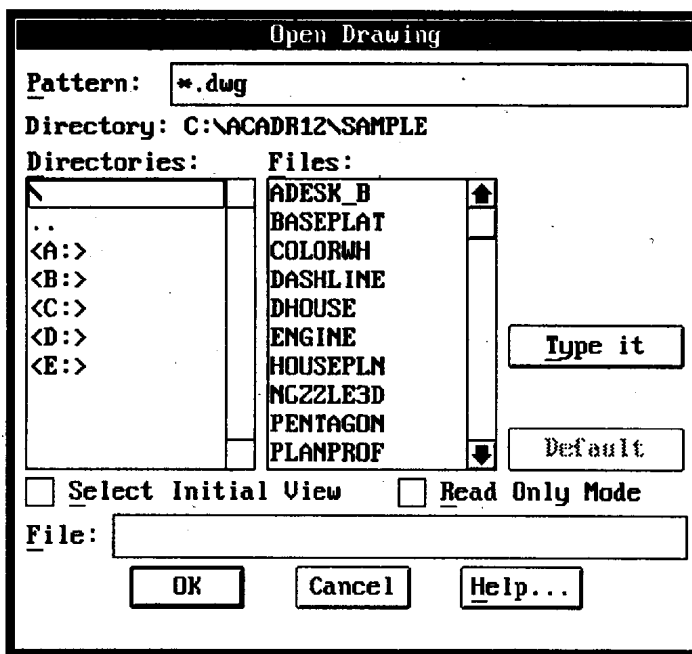 Open Drawing
Pattern: *.dwg
Directory: C:\ACADR12\SAMPLE
Directories: Files:
\ ADESK_B
.. BASEPLAT
<A:> COLORWH
<B:> DASHLINE
<C:> DHOUSE
<D:> ENGINE
<E:> HOUSEPLN
NOZZLE3D
PENTAGON
PLANPROF
Type it
Default
Select Initial View Read Only Mode
File:
OK Cancel Help...